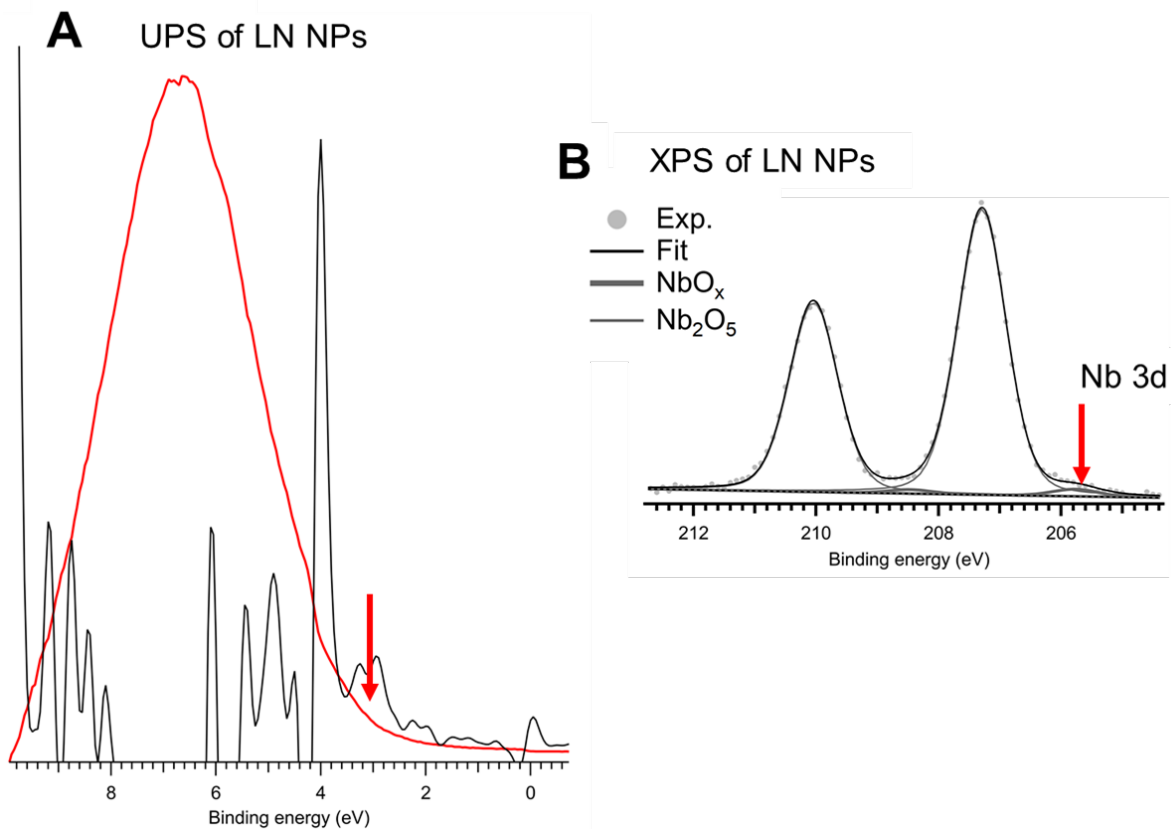 A UPS of LN NPs
8 6 4 2 0
Binding energy (eV)
B XPS of LN NPs
Exp.
Fit
NbOₓ
Nb₂O₅
Nb 3d
212 210 208 206
Binding energy (eV)